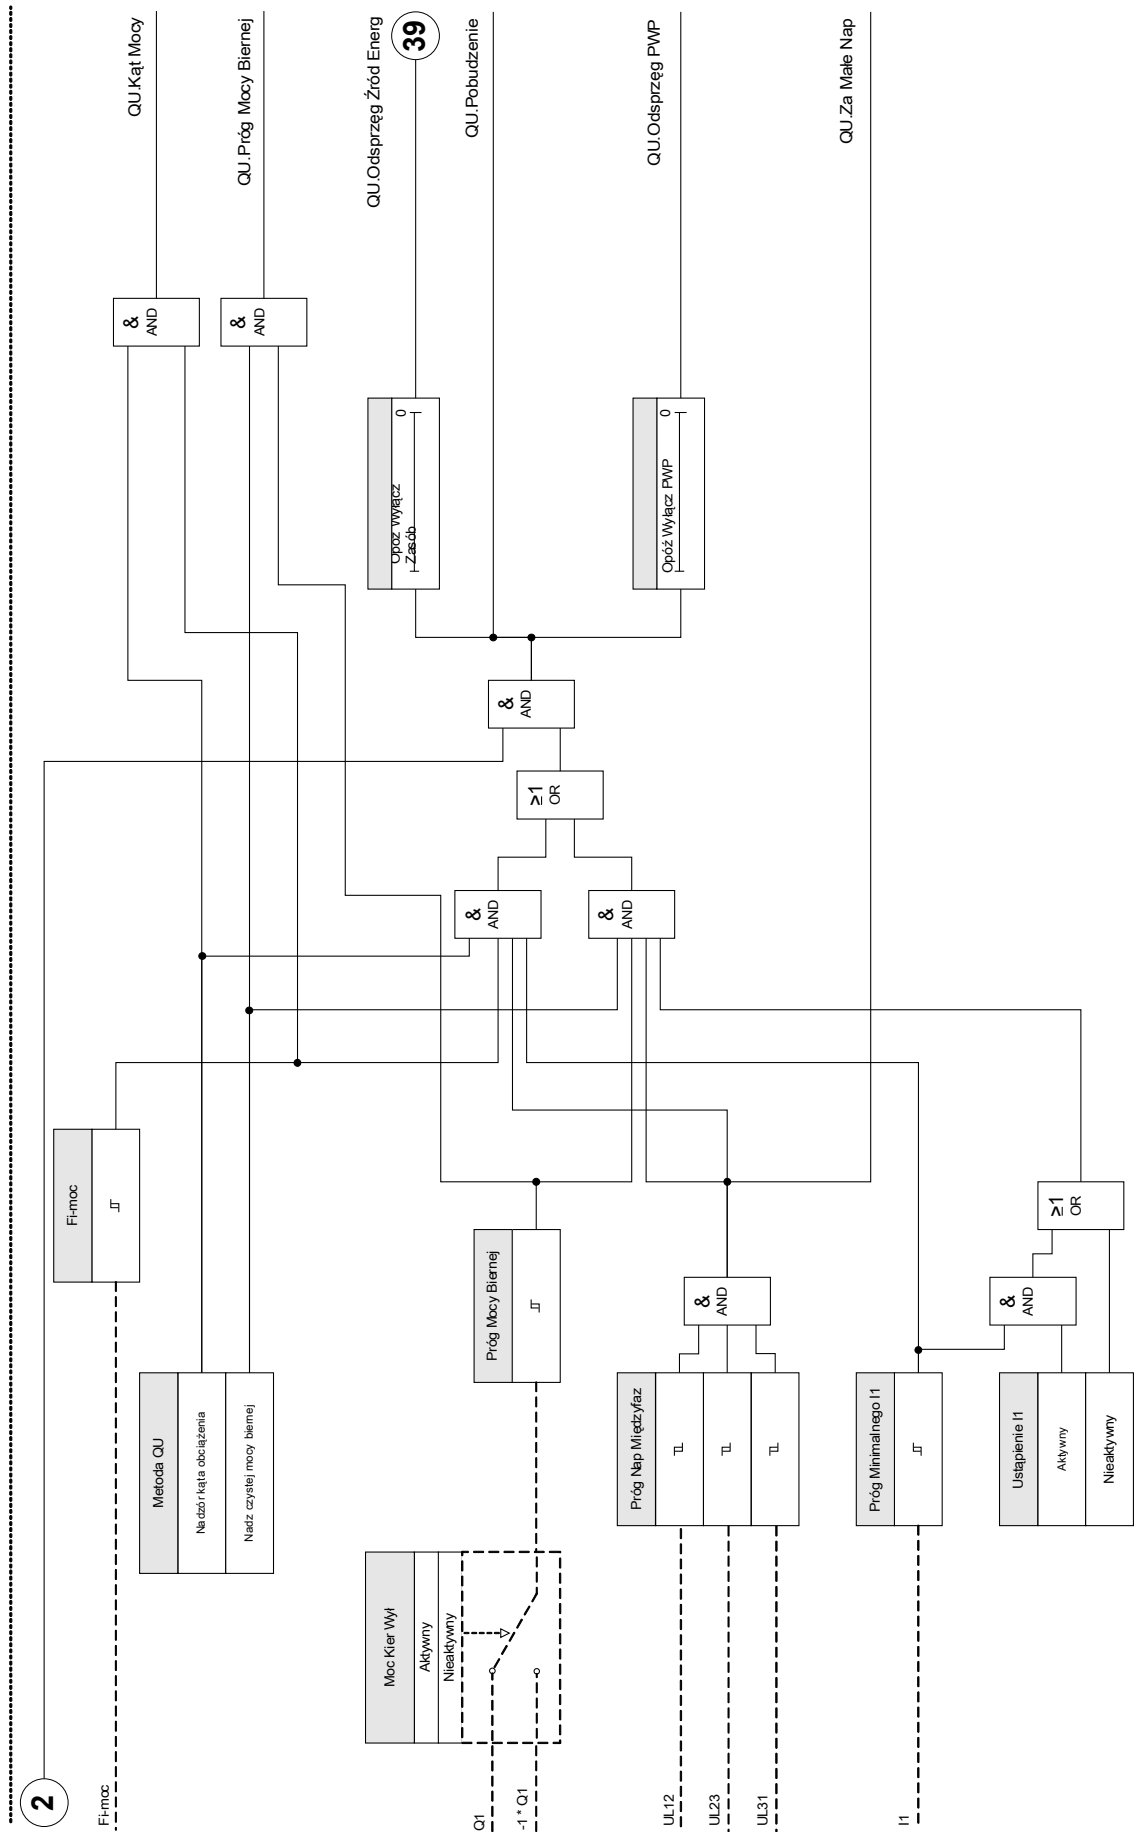 2
Fi-moc
Fi-moc
Metoda QU
Nadzór kąta obciążenia
Nadz czystej mocy biernej
& AND
QU.Kąt Mocy
& AND
QU.Próg Mocy Biernej
Q1
-1 * Q1
Moc Kier Wył
Aktywny
Nieaktywny
Próg Mocy Biernej
UL12
UL23
UL31
Próg Nap Międzyfaz
& AND
& AND
& AND
≥1 OR
& AND
Opóź Wyłącz
Zasób
0
QU.Odsprzęg Źród Energ
39
QU.Pobudzenie
Opóź Wyłącz PWP
0
QU.Odsprzęg PWP
QU.Za Małe Nap
I1
Próg Minimalnego I1
Ustąpienie I1
Aktywny
Nieaktywny
& AND
≥1 OR